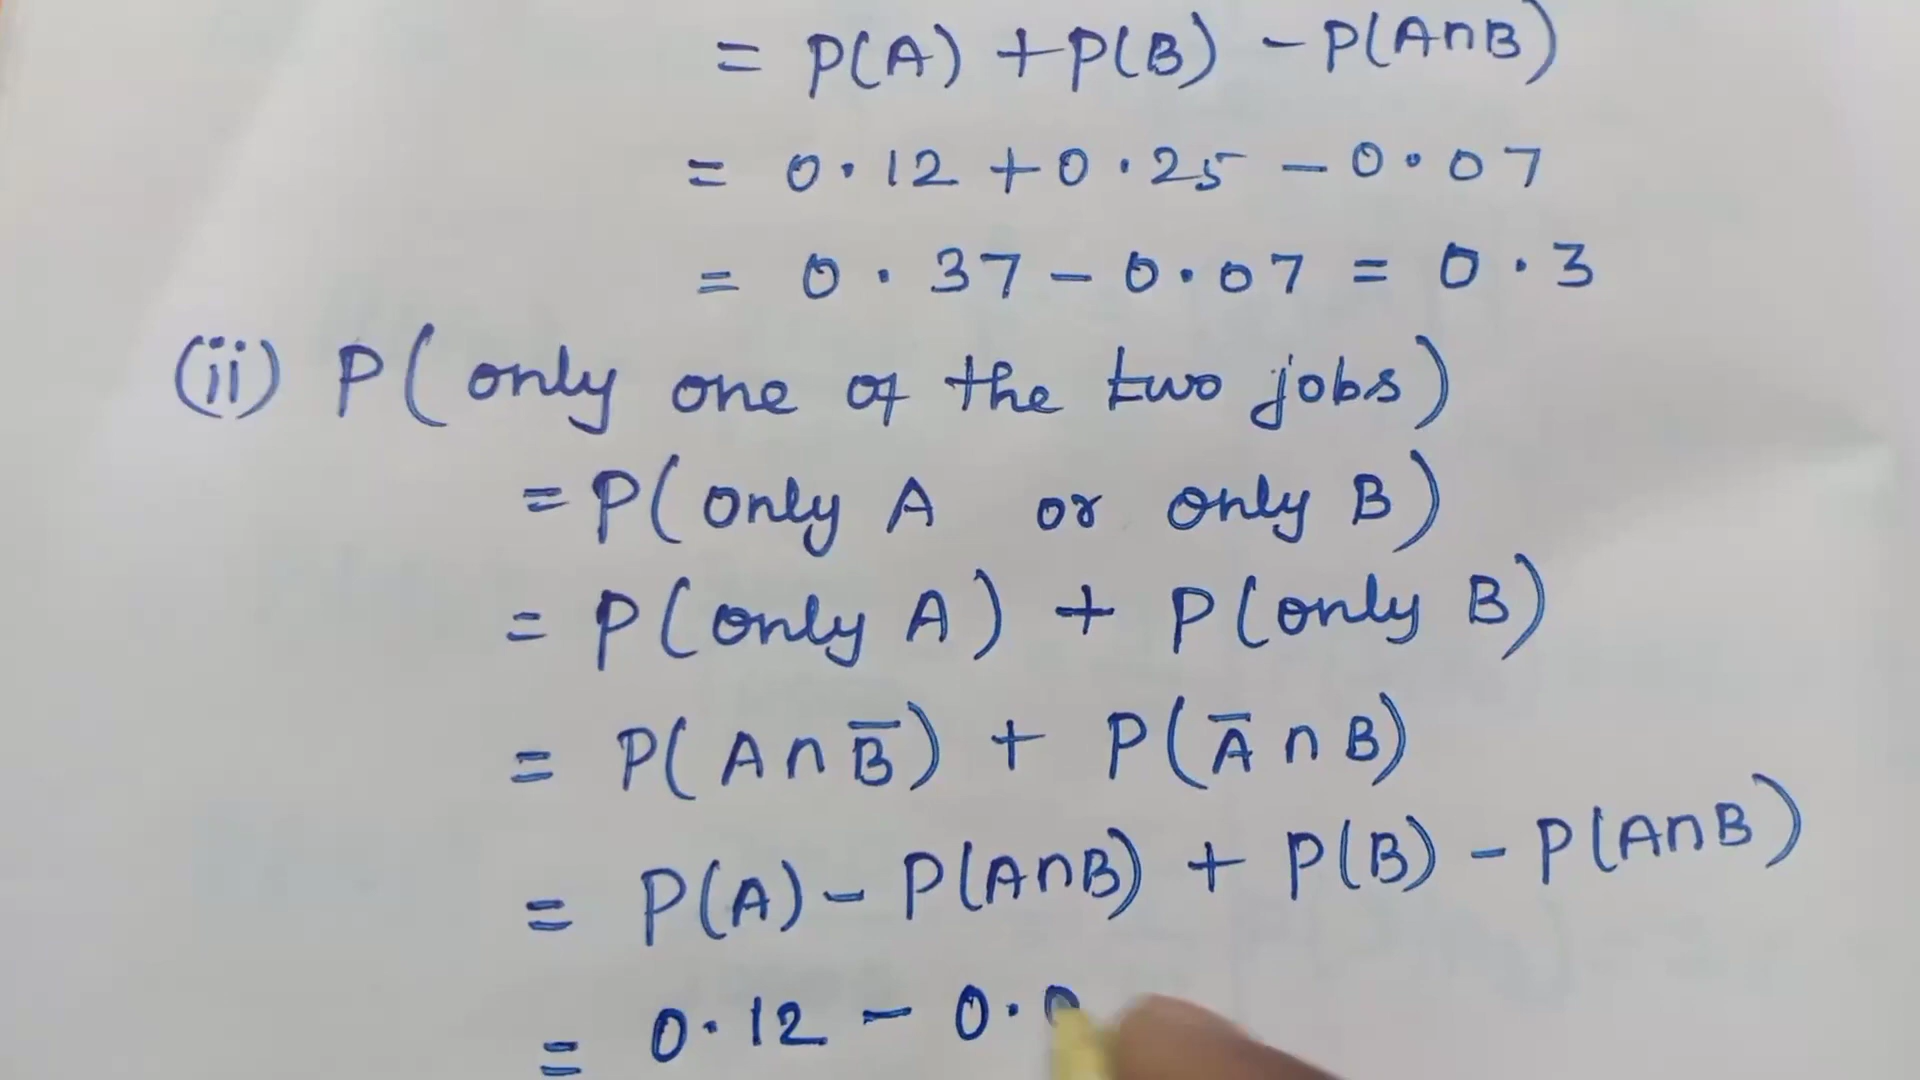 = P(A) + P(B) - P(A∩B)
= 0.12 + 0.25 - 0.07
= 0.37 - 0.07 = 0.3
(ii) P(only one of the two jobs)
= P(only A or only B)
= P(only A) + P(only B)
= P(A∩B̅) + P(A̅∩B)
= P(A) - P(A∩B) + P(B) - P(A∩B)
= 0.12 - 0.0